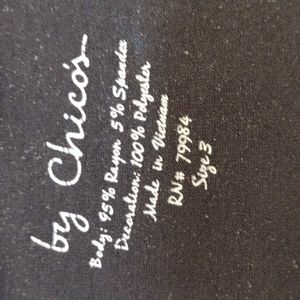 by Chico's
Body: 95% Rayon 5% Spandex
Decoration: 100% Polyester
Made in Vietnam
RN# 79984
Size 3